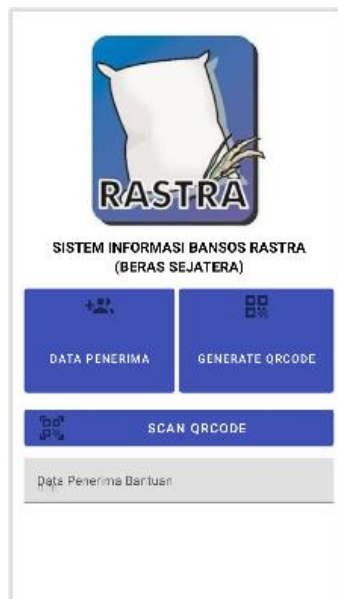 RASTRA
SISTEM INFORMASI BANSOS RASTRA
(BERAS SEJATERA)
DATA PENERIMA
GENERATE QRCODE
SCAN QRCODE
Data Penerima Bantuan